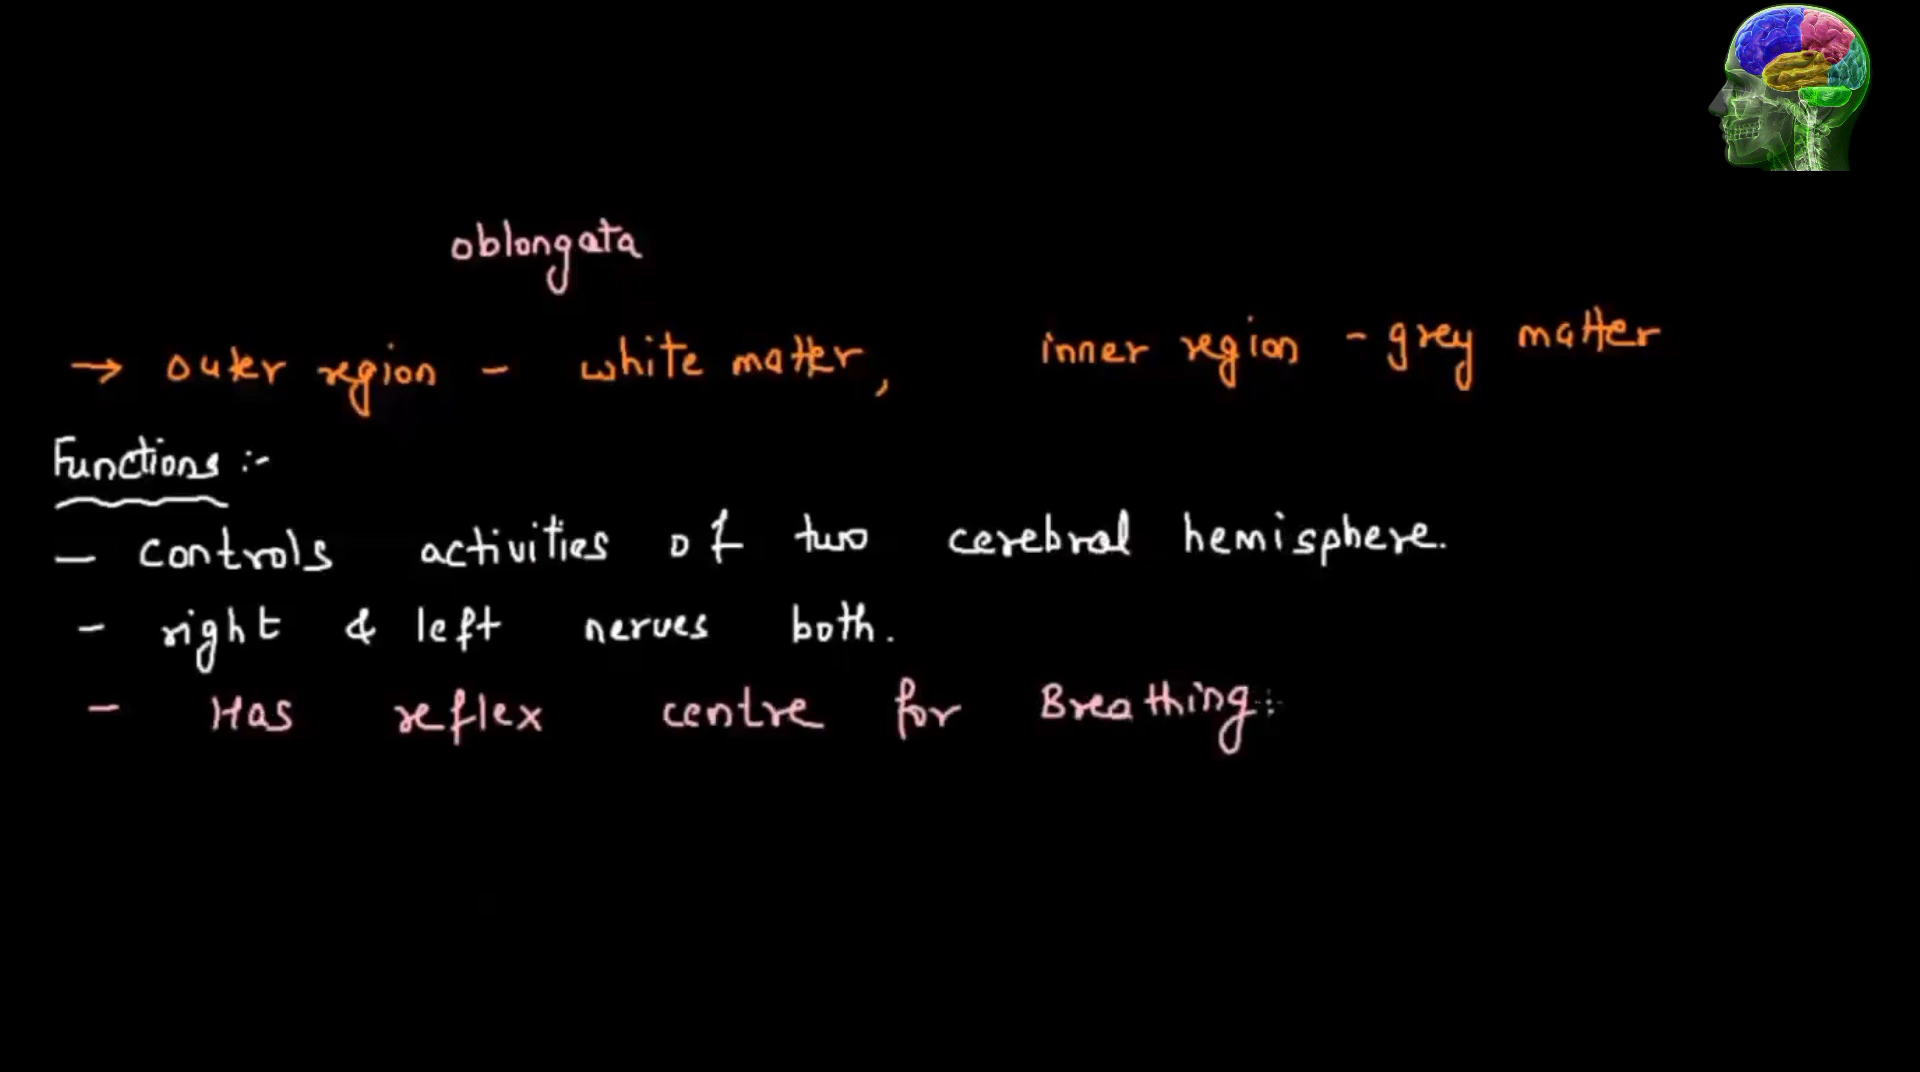 oblongata
→ outer region - white matter, inner region - grey matter
Functions :-
- controls activities of two cerebral hemisphere.
- right & left nerves both.
- Has reflex centre for Breathing